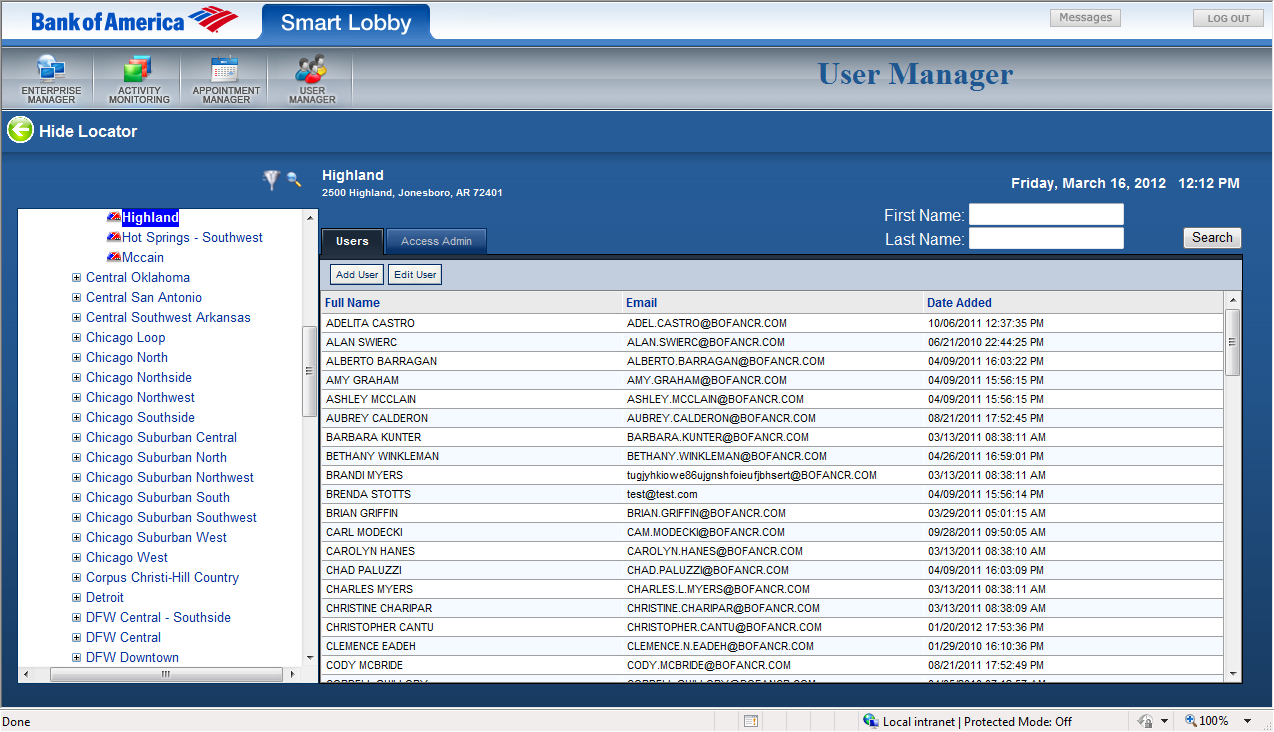 Bank of America
Smart Lobby
Messages
LOG OUT
ENTERPRISE MANAGER
ACTIVITY MONITORING
APPOINTMENT MANAGER
USER MANAGER
User Manager
Hide Locator
Highland
2500 Highland, Jonesboro, AR 72401
Friday, March 16, 2012 12:12 PM
First Name:
Last Name:
Search
Highland
Hot Springs - Southwest
Mccain
Central Oklahoma
Central San Antonio
Central Southwest Arkansas
Chicago Loop
Chicago North
Chicago Northside
Chicago Northwest
Chicago Southside
Chicago Suburban Central
Chicago Suburban North
Chicago Suburban Northwest
Chicago Suburban South
Chicago Suburban Southwest
Chicago Suburban West
Chicago West
Corpus Christi-Hill Country
Detroit
DFW Central - Southside
DFW Central
DFW Downtown
Users
Access Admin
Add User
Edit User
Full Name Email Date Added
ADELITA CASTRO ADEL.CASTRO@BOFANCR.COM 10/06/2011 12:37:35 PM
ALAN SWIERC ALAN.SWIERC@BOFANCR.COM 06/21/2010 22:44:25 PM
ALBERTO BARRAGAN ALBERTO.BARRAGAN@BOFANCR.COM 04/09/2011 16:03:22 PM
AMY GRAHAM AMY.GRAHAM@BOFANCR.COM 04/09/2011 15:56:15 PM
ASHLEY MCCLAIN ASHLEY.MCCLAIN@BOFANCR.COM 04/09/2011 15:56:15 PM
AUBREY CALDERON AUBREY.CALDERON@BOFANCR.COM 08/21/2011 17:52:45 PM
BARBARA KUNTER BARBARA.KUNTER@BOFANCR.COM 03/13/2011 08:38:11 AM
BETHANY WINKLEMAN BETHANY.WINKLEMAN@BOFANCR.COM 04/26/2011 16:59:01 PM
BRANDI MYERS tugjyhkiowe86ujgnshfoieufjbhsert@BOFANCR.COM 03/13/2011 08:38:11 AM
BRENDA STOTTS test@test.com 04/09/2011 15:56:14 PM
BRIAN GRIFFIN BRIAN.GRIFFIN@BOFANCR.COM 03/29/2011 05:01:15 AM
CARL MODECKI CAM.MODECKI@BOFANCR.COM 09/28/2011 09:50:05 AM
CAROLYN HANES CAROLYN.HANES@BOFANCR.COM 03/13/2011 08:38:10 AM
CHAD PALUZZI CHAD.PALUZZI@BOFANCR.COM 04/09/2011 16:03:09 PM
CHARLES MYERS CHARLES.L.MYERS@BOFANCR.COM 03/13/2011 08:38:11 AM
CHRISTINE CHARIPAR CHRISTINE.CHARIPAR@BOFANCR.COM 03/13/2011 08:38:09 AM
CHRISTOPHER CANTU CHRISTOPHER.CANTU@BOFANCR.COM 01/20/2012 17:53:36 PM
CLEMENCE EADEH CLEMENCE.N.EADEH@BOFANCR.COM 01/29/2010 16:10:36 PM
CODY MCBRIDE CODY.MCBRIDE@BOFANCR.COM 08/21/2011 17:52:49 PM
Done
Local intranet | Protected Mode: Off
100%